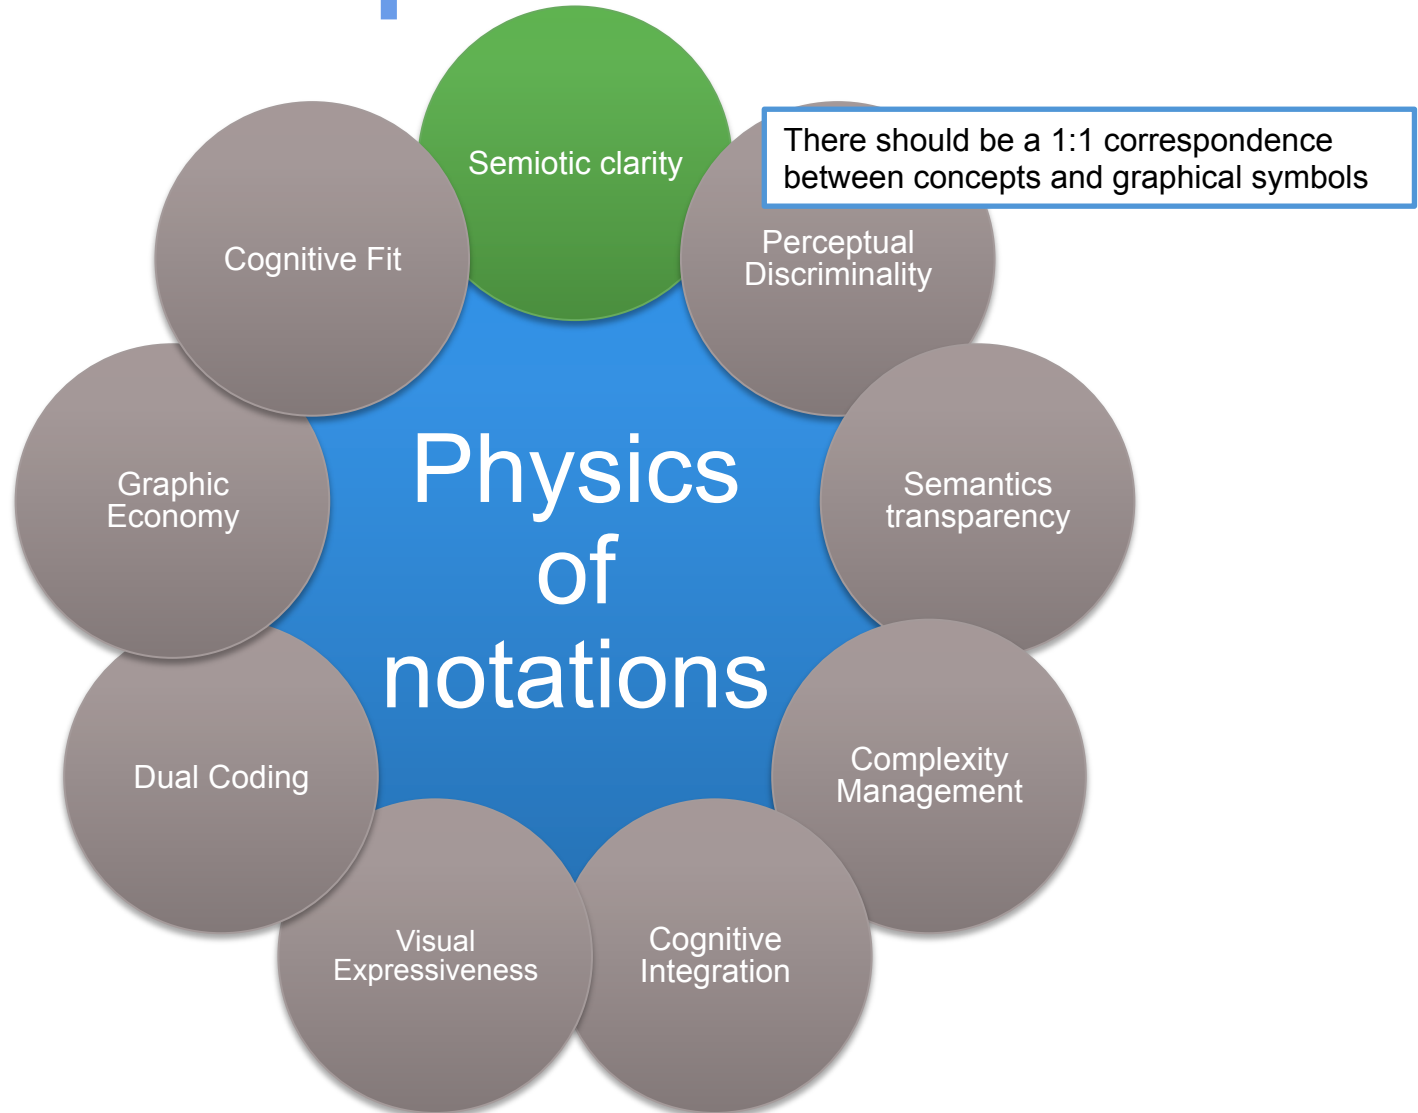 Semiotic clarity
There should be a 1:1 correspondence
between concepts and graphical symbols
Perceptual
Discriminality
Semantics
transparency
Complexity
Management
Cognitive
Integration
Visual
Expressiveness
Dual Coding
Graphic
Economy
Cognitive Fit
Physics
of
notations